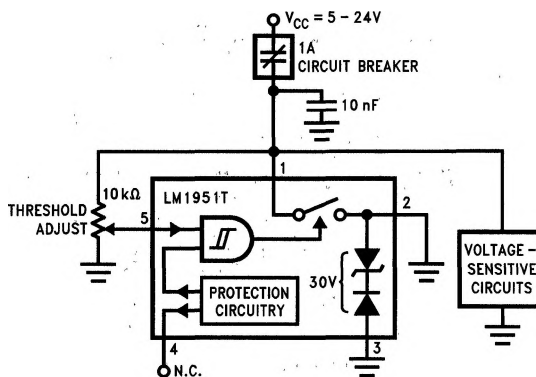 VCC = 5 – 24V
1A
CIRCUIT BREAKER
10 nF
1
10kΩ
LM1951T
THRESHOLD
ADJUST
5
2
30V
VOLTAGE –
SENSITIVE
CIRCUITS
PROTECTION
CIRCUITRY
4
3
N.C.